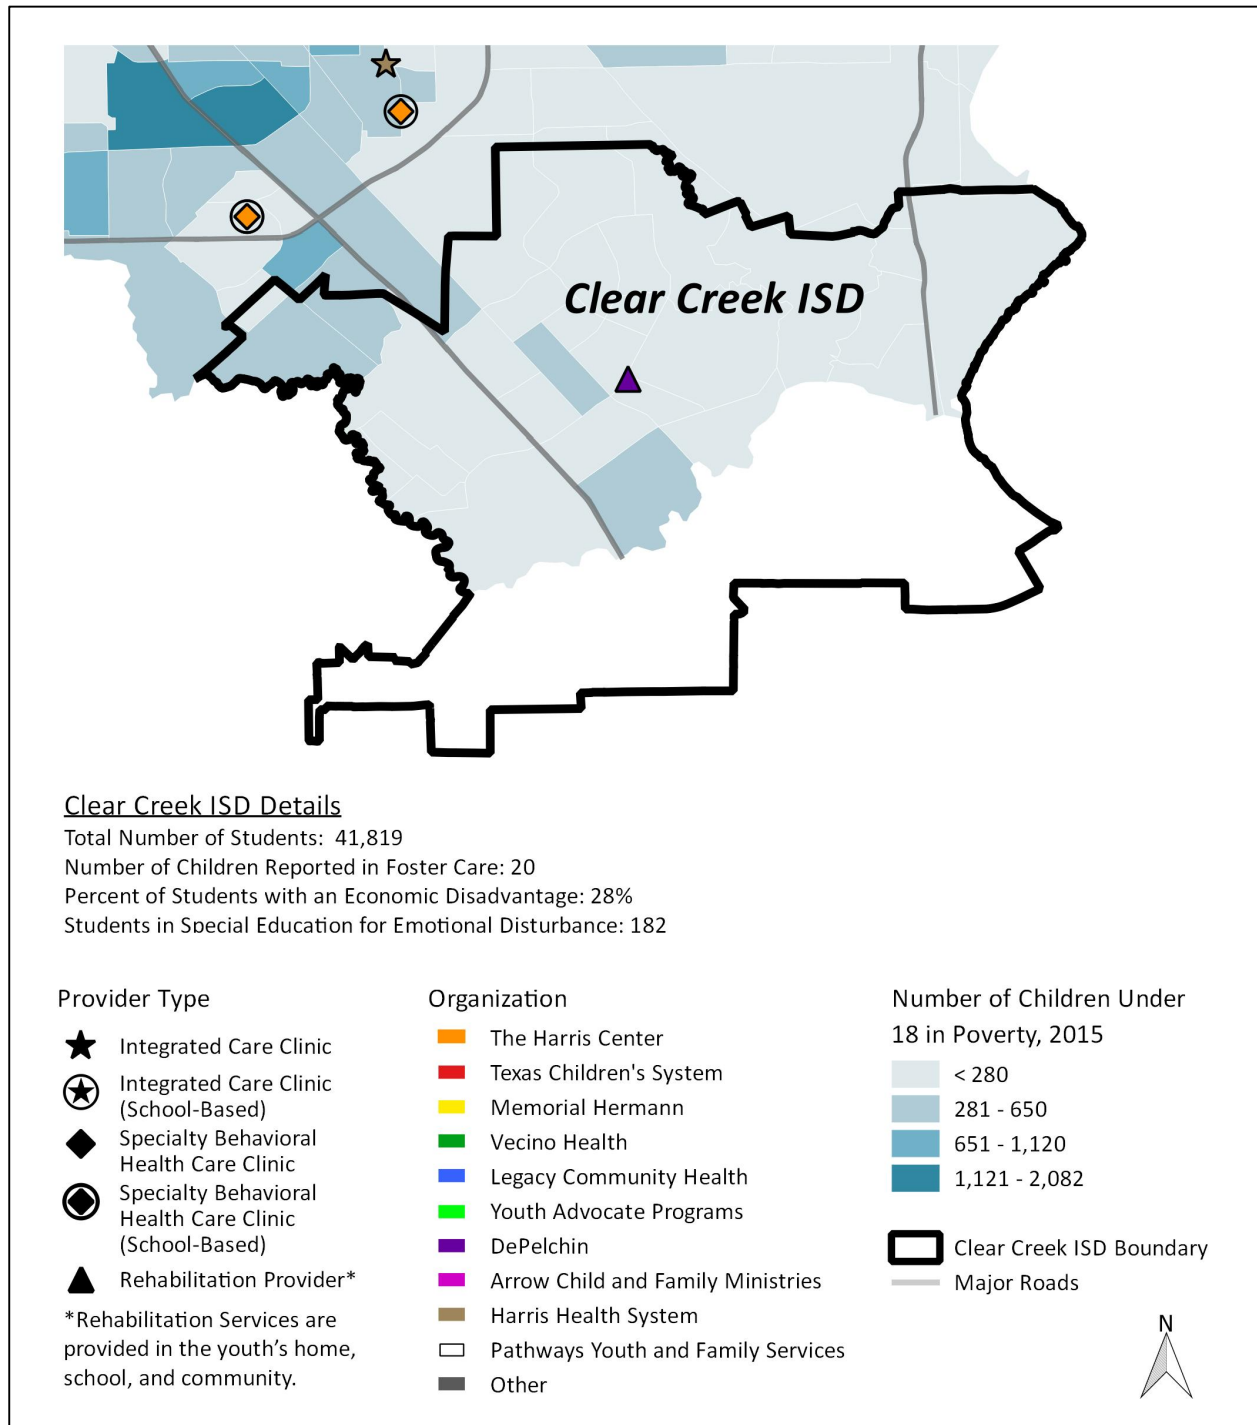 Clear Creek ISD
Clear Creek ISD Details
Total Number of Students:  41,819
Number of Children Reported in Foster Care: 20
Percent of Students with an Economic Disadvantage: 28%
Students in Special Education for Emotional Disturbance: 182
Provider Type
Integrated Care Clinic
Integrated Care Clinic
(School-Based)
Specialty Behavioral
Health Care Clinic
Specialty Behavioral
Health Care Clinic
(School-Based)
Rehabilitation Provider*
*Rehabilitation Services are
provided in the youth’s home,
school, and community.
Organization
The Harris Center
Texas Children's System
Memorial Hermann
Vecino Health
Legacy Community Health
Youth Advocate Programs
DePelchin
Arrow Child and Family Ministries
Harris Health System
Pathways Youth and Family Services
Other
Number of Children Under
18 in Poverty, 2015
< 280
281 - 650
651 - 1,120
1,121 - 2,082
Clear Creek ISD Boundary
Major Roads
N